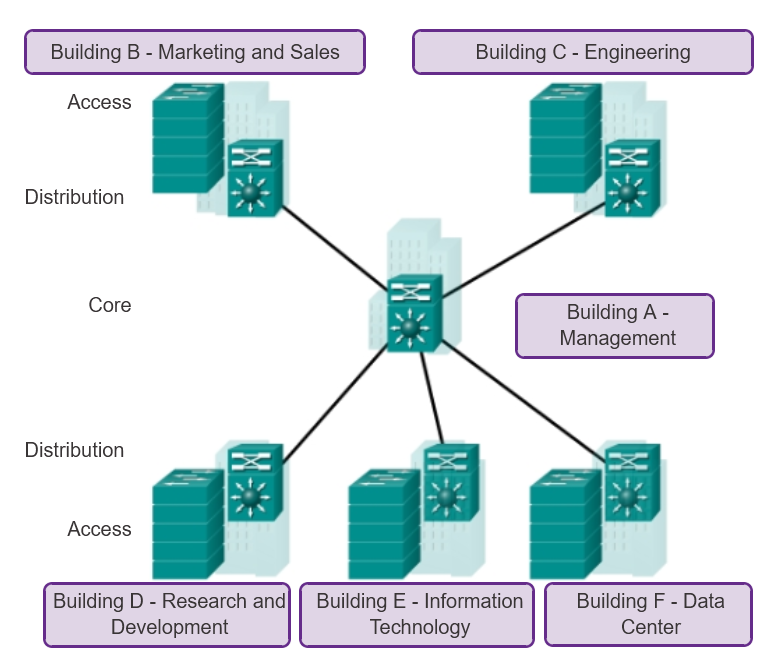 Building B - Marketing and Sales
Building C - Engineering
Access
Distribution
Core
Building A -
Management
Distribution
Access
Building D - Research and
Development
Building E - Information
Technology
Building F - Data
Center